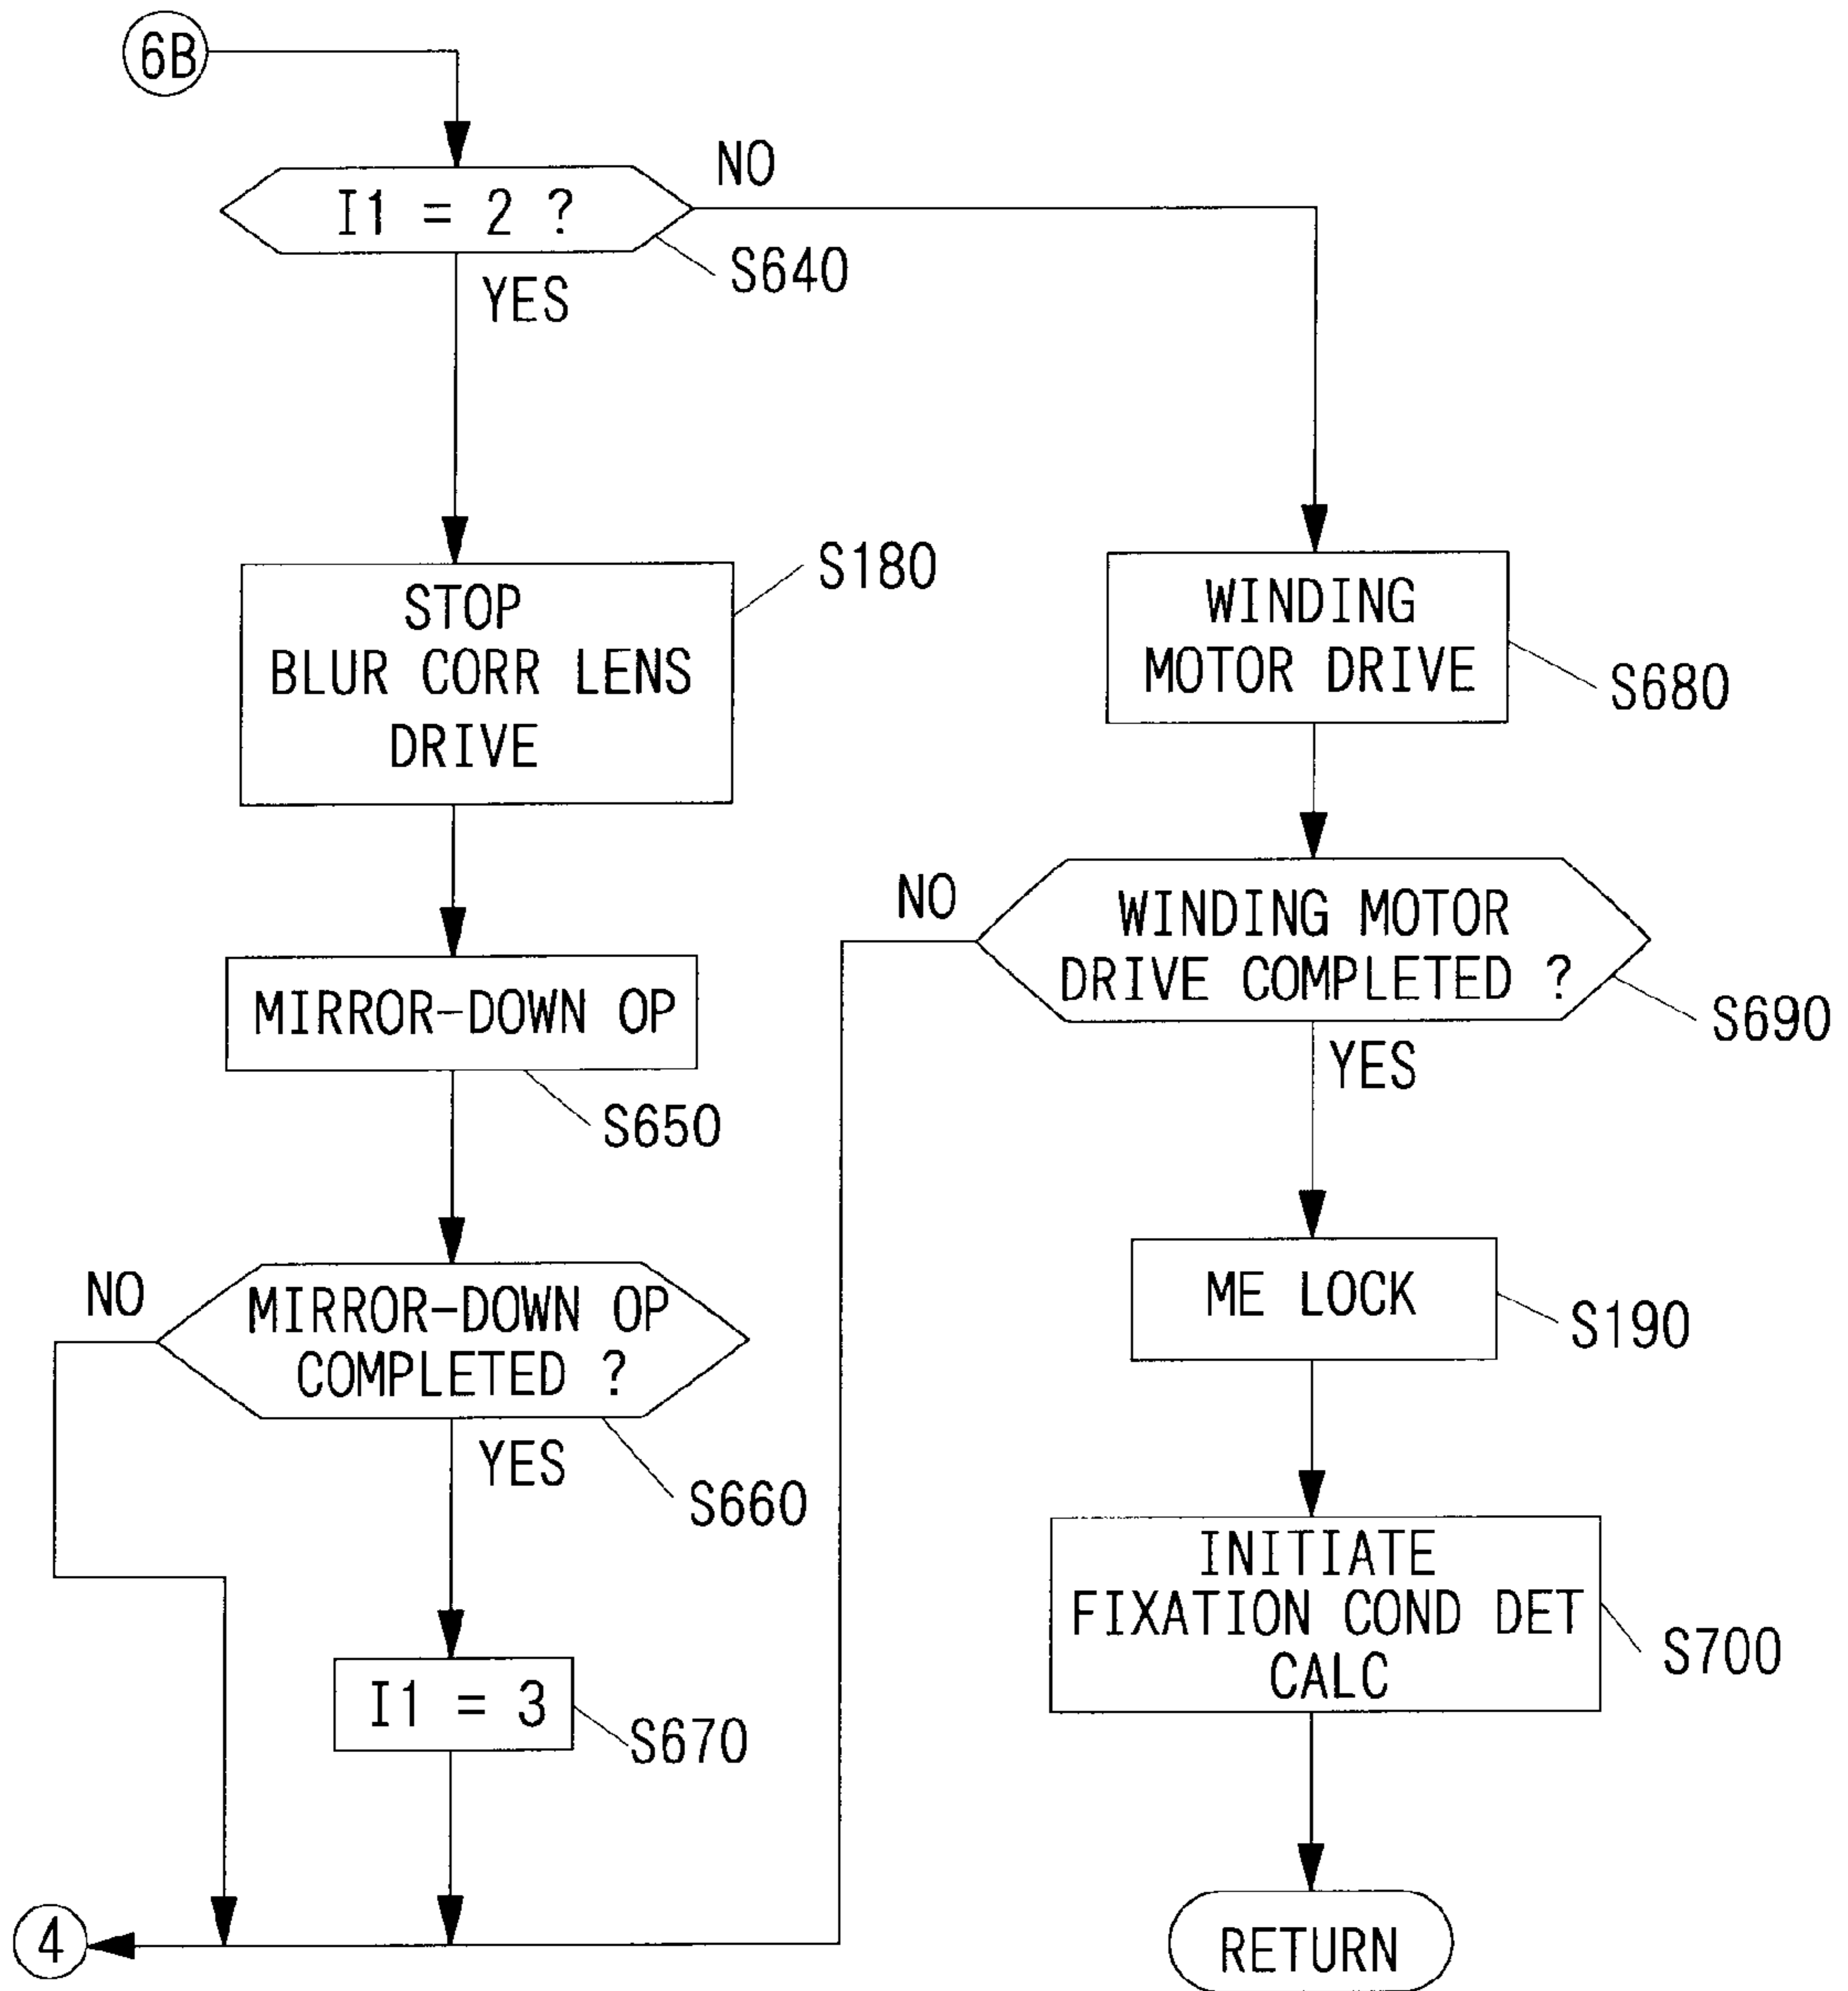 6B
I1 = 2 ?
NO
S640
YES
STOP
BLUR CORR LENS
DRIVE
S180
MIRROR-DOWN OP
S650
MIRROR-DOWN OP
COMPLETED ?
NO
S660
YES
I1 = 3
S670
4
WINDING
MOTOR DRIVE
S680
WINDING MOTOR
DRIVE COMPLETED ?
NO
S690
YES
ME LOCK
S190
INITIATE
FIXATION COND DET
CALC
S700
RETURN